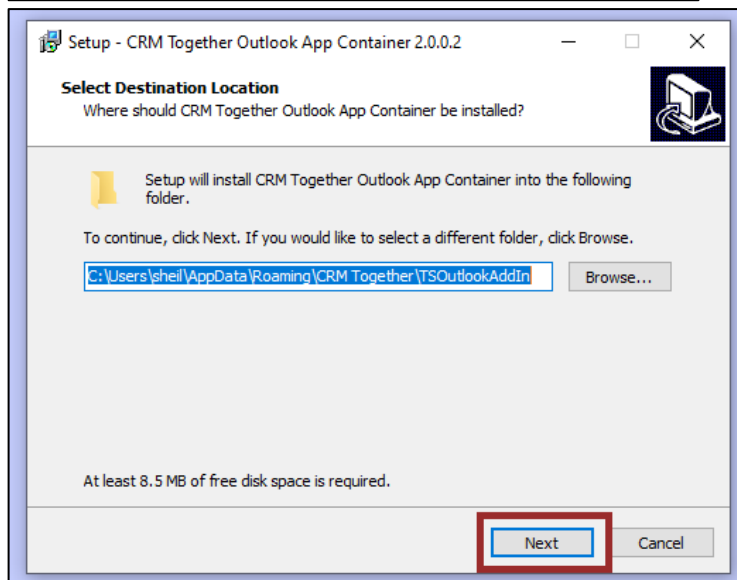 Setup - CRM Together Outlook App Container 2.0.0.2
Select Destination Location
Where should CRM Together Outlook App Container be installed?
Setup will install CRM Together Outlook App Container into the following
folder.
To continue, click Next. If you would like to select a different folder, click Browse.
C:\Users\sheil\AppData\Roaming\CRM Together\TSOutlookAddIn
Browse...
At least 8.5 MB of free disk space is required.
Next
Cancel